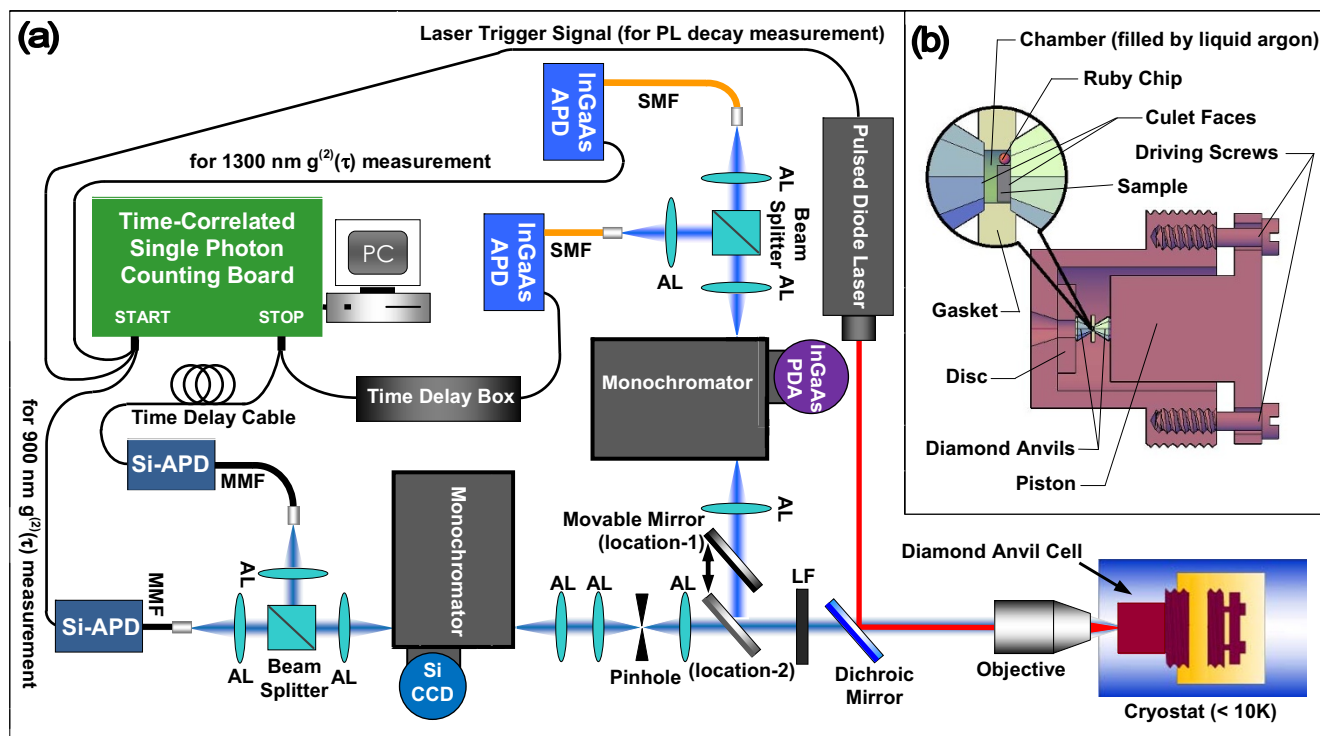 (a)
Laser Trigger Signal (for PL decay measurement)
InGaAs
APD
SMF
for 1300 nm g(2)(τ) measurement
Time-Correlated
Single Photon
Counting Board
START
STOP
PC
InGaAs
APD
SMF
AL
Beam
Splitter
AL
AL
Pulsed Diode Laser
Time Delay Cable
Time Delay Box
Monochromator
InGaAs
PDA
for 900 nm g(2)(τ) measurement
Si-APD
MMF
Monochromator
AL
Movable Mirror
(location-1)
AL
MMF
Si-APD
AL
Beam
Splitter
AL
Si
CCD
AL
AL
Pinhole
AL
(location-2)
LF
Dichroic
Mirror
Objective
Diamond Anvil
Cell
Cryostat (< 10K)
(b)
Chamber (filled by liquid argon)
Ruby Chip
Culet Faces
Driving Screws
Sample
Gasket
Disc
Diamond Anvils
Piston